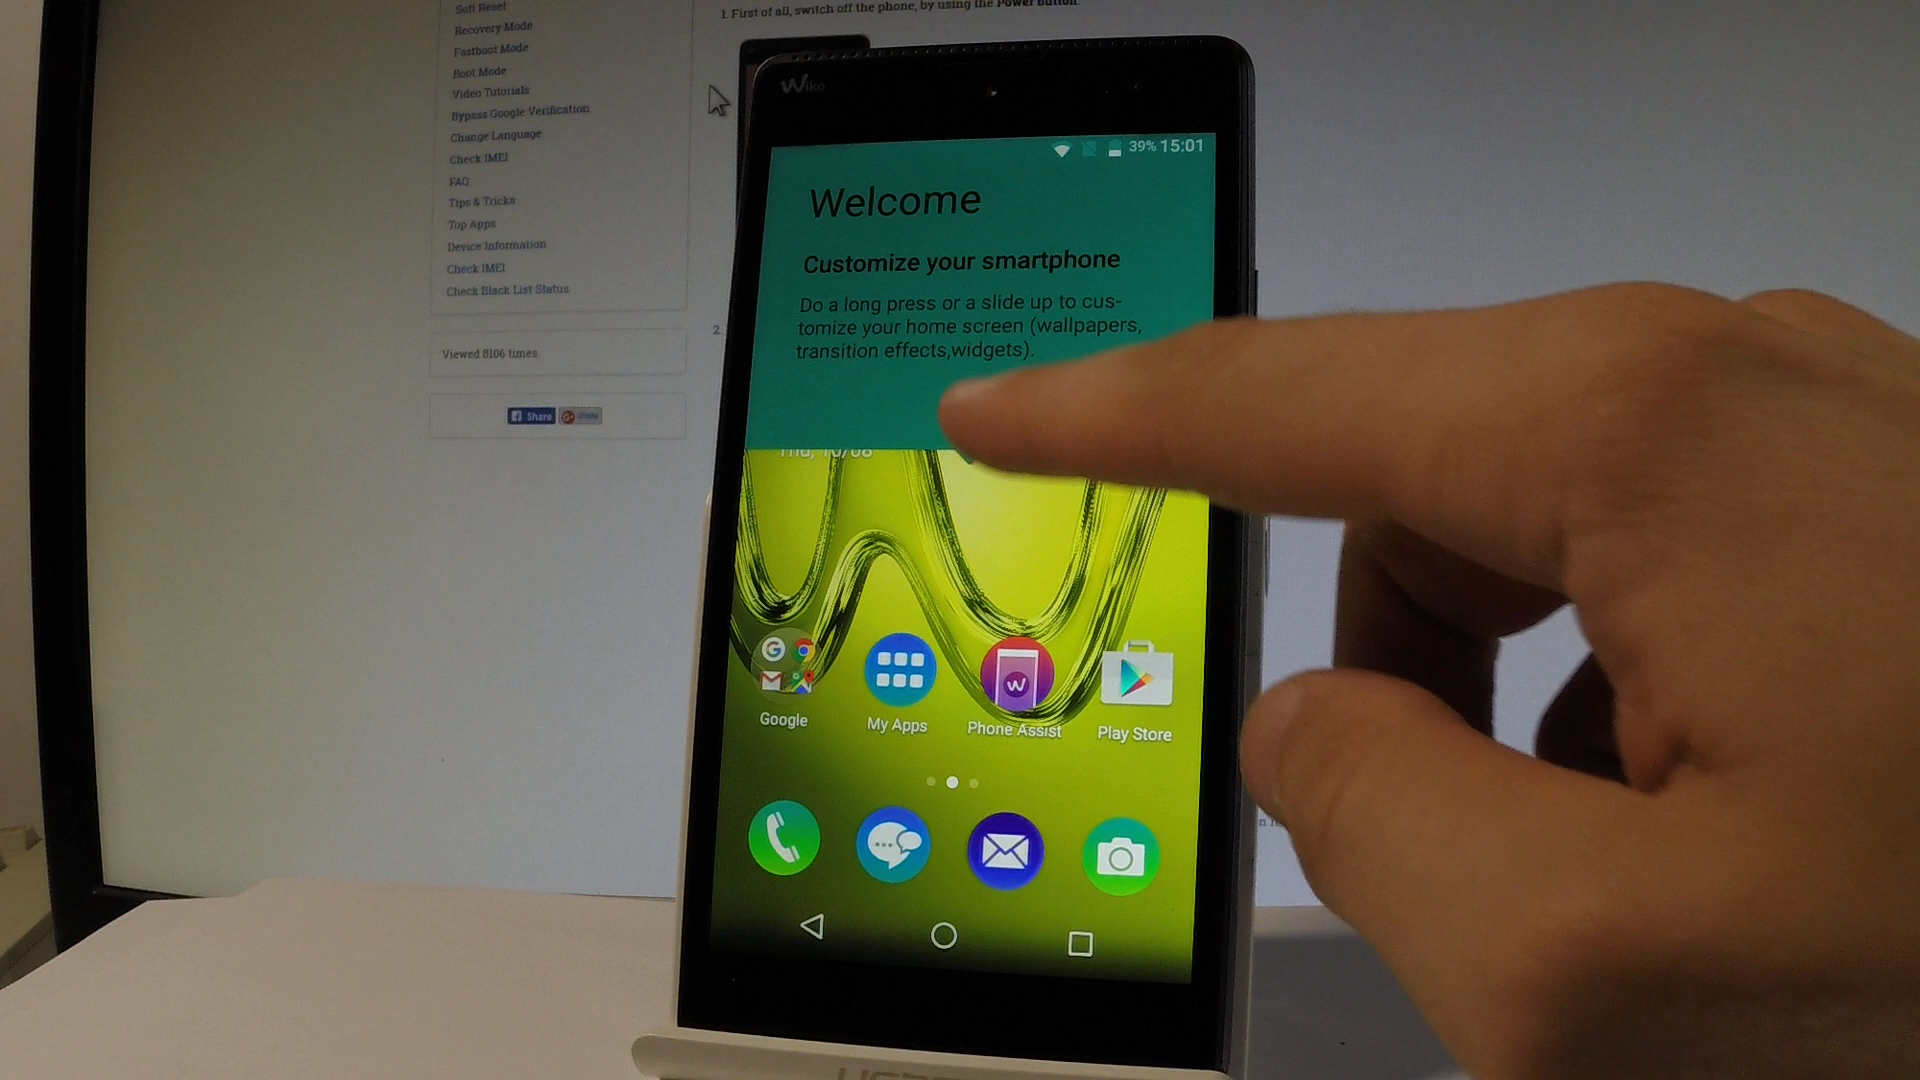 Soft Reset
Recovery Mode
Fastboot Mode
Boot Mode
Video Tutorials
Bypass Google Verification
Change Language
Check IMEI
FAQ
Tips & Tricks
Top Apps
Device Information
Check IMEI
Check Black List Status
Viewed 8106 times.
Share
Share
1. First of all, switch off the phone, by using the Power button.
2.
Wiko
39% 15:01
Welcome
Customize your smartphone
Do a long press or a slide up to cus-
tomize your home screen (wallpapers,
transition effects,widgets).
Thu, 10/08
Google
My Apps
Phone Assist
Play Store